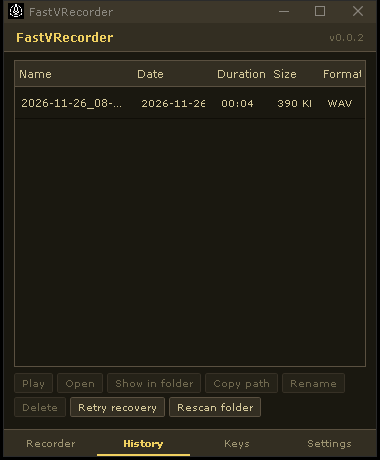 FastVRecorder
FastVRecorder v0.0.2
Name Date Duration Size Format
2026-11-26_08-... 2026-11-26 00:04 390 KI WAV
Play Open Show in folder Copy path Rename
Delete Retry recovery Rescan folder
Recorder History Keys Settings